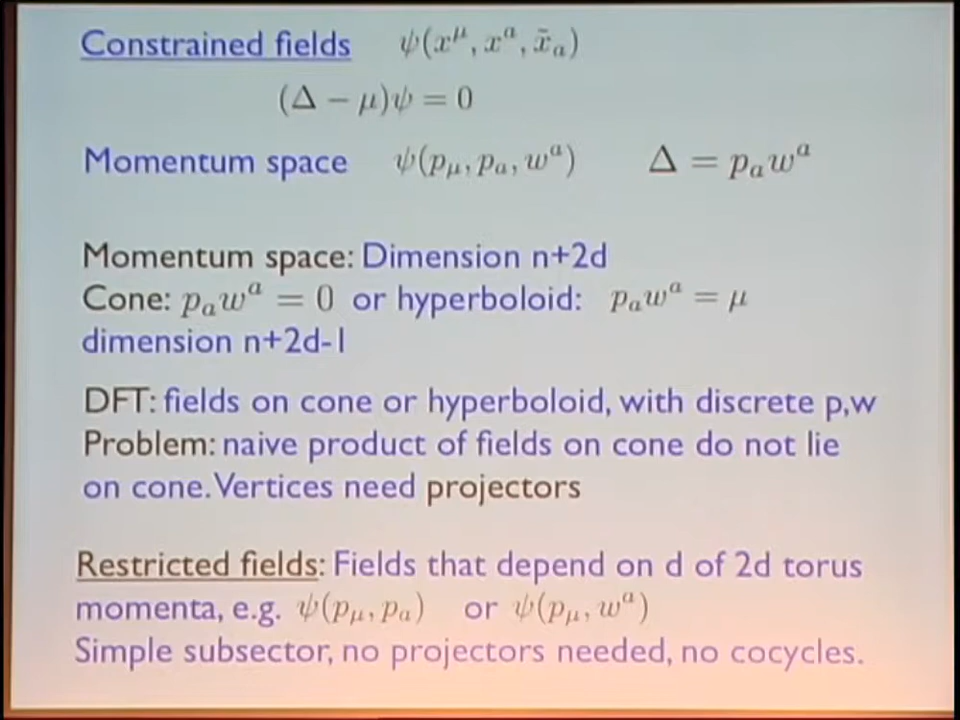 Constrained fields ψ(x^μ, x^a, x̃_a)
(Δ − μ)ψ = 0
Momentum space ψ(p_μ, p_a, w^a) Δ = p_a w^a
Momentum space: Dimension n+2d
Cone: p_a w^a = 0 or hyperboloid: p_a w^a = μ
dimension n+2d-1
DFT: fields on cone or hyperboloid, with discrete p,w
Problem: naive product of fields on cone do not lie
on cone. Vertices need projectors
Restricted fields: Fields that depend on d of 2d torus
momenta, e.g. ψ(p_μ, p_a) or ψ(p_μ, w^a)
Simple subsector, no projectors needed, no cocycles.